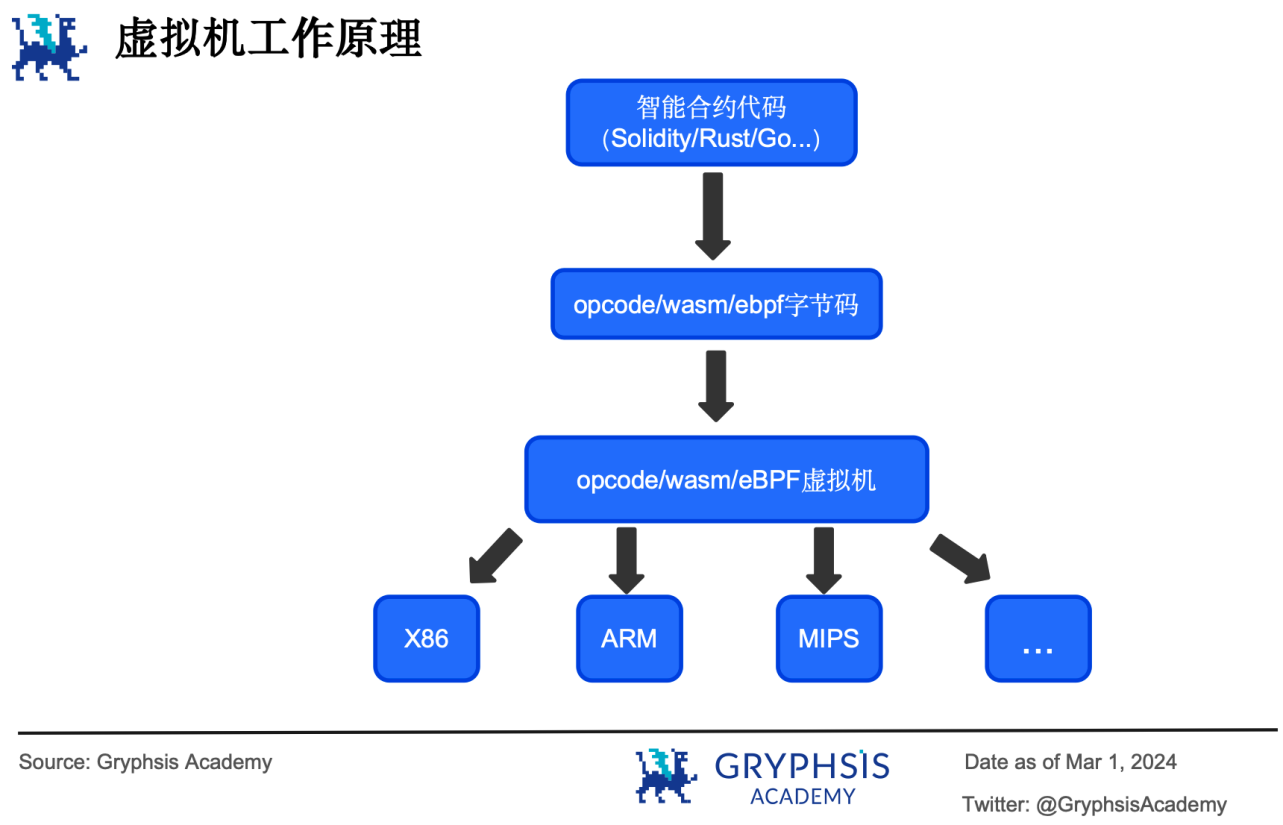 虚拟机工作原理
智能合约代码
(Solidity/Rust/Go...)
opcode/wasm/ebpf字节码
opcode/wasm/eBPF虚拟机
X86
ARM
MIPS
...
Source: Gryphsis Academy
GRYPHSIS
ACADEMY
Date as of Mar 1, 2024
Twitter: @GryphsisAcademy